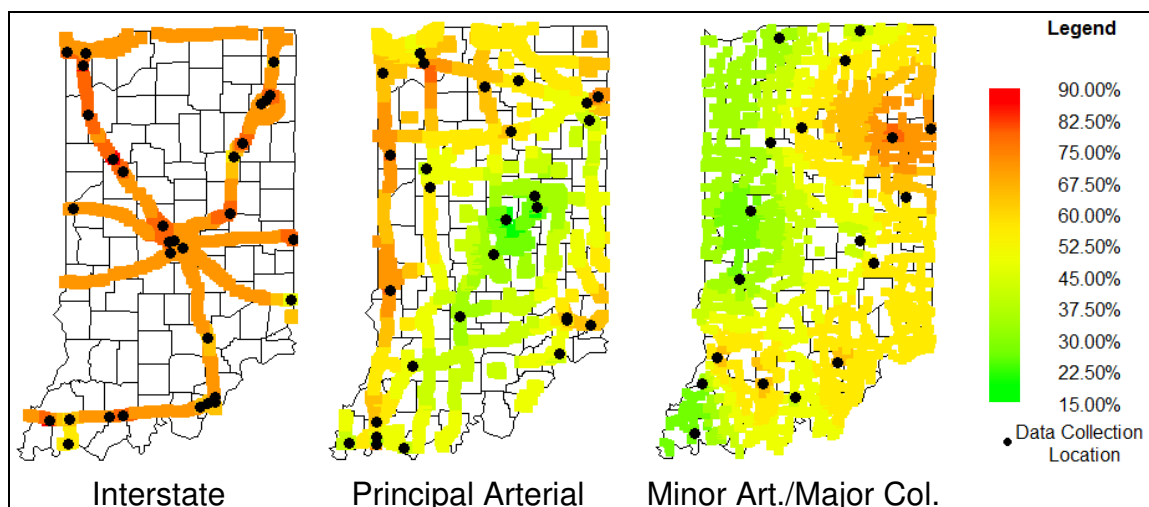 Legend
90.00%
82.50%
75.00%
67.50%
60.00%
52.50%
45.00%
37.50%
30.00%
22.50%
15.00%
Data Collection
Location
Interstate
Principal Arterial
Minor Art./Major Col.